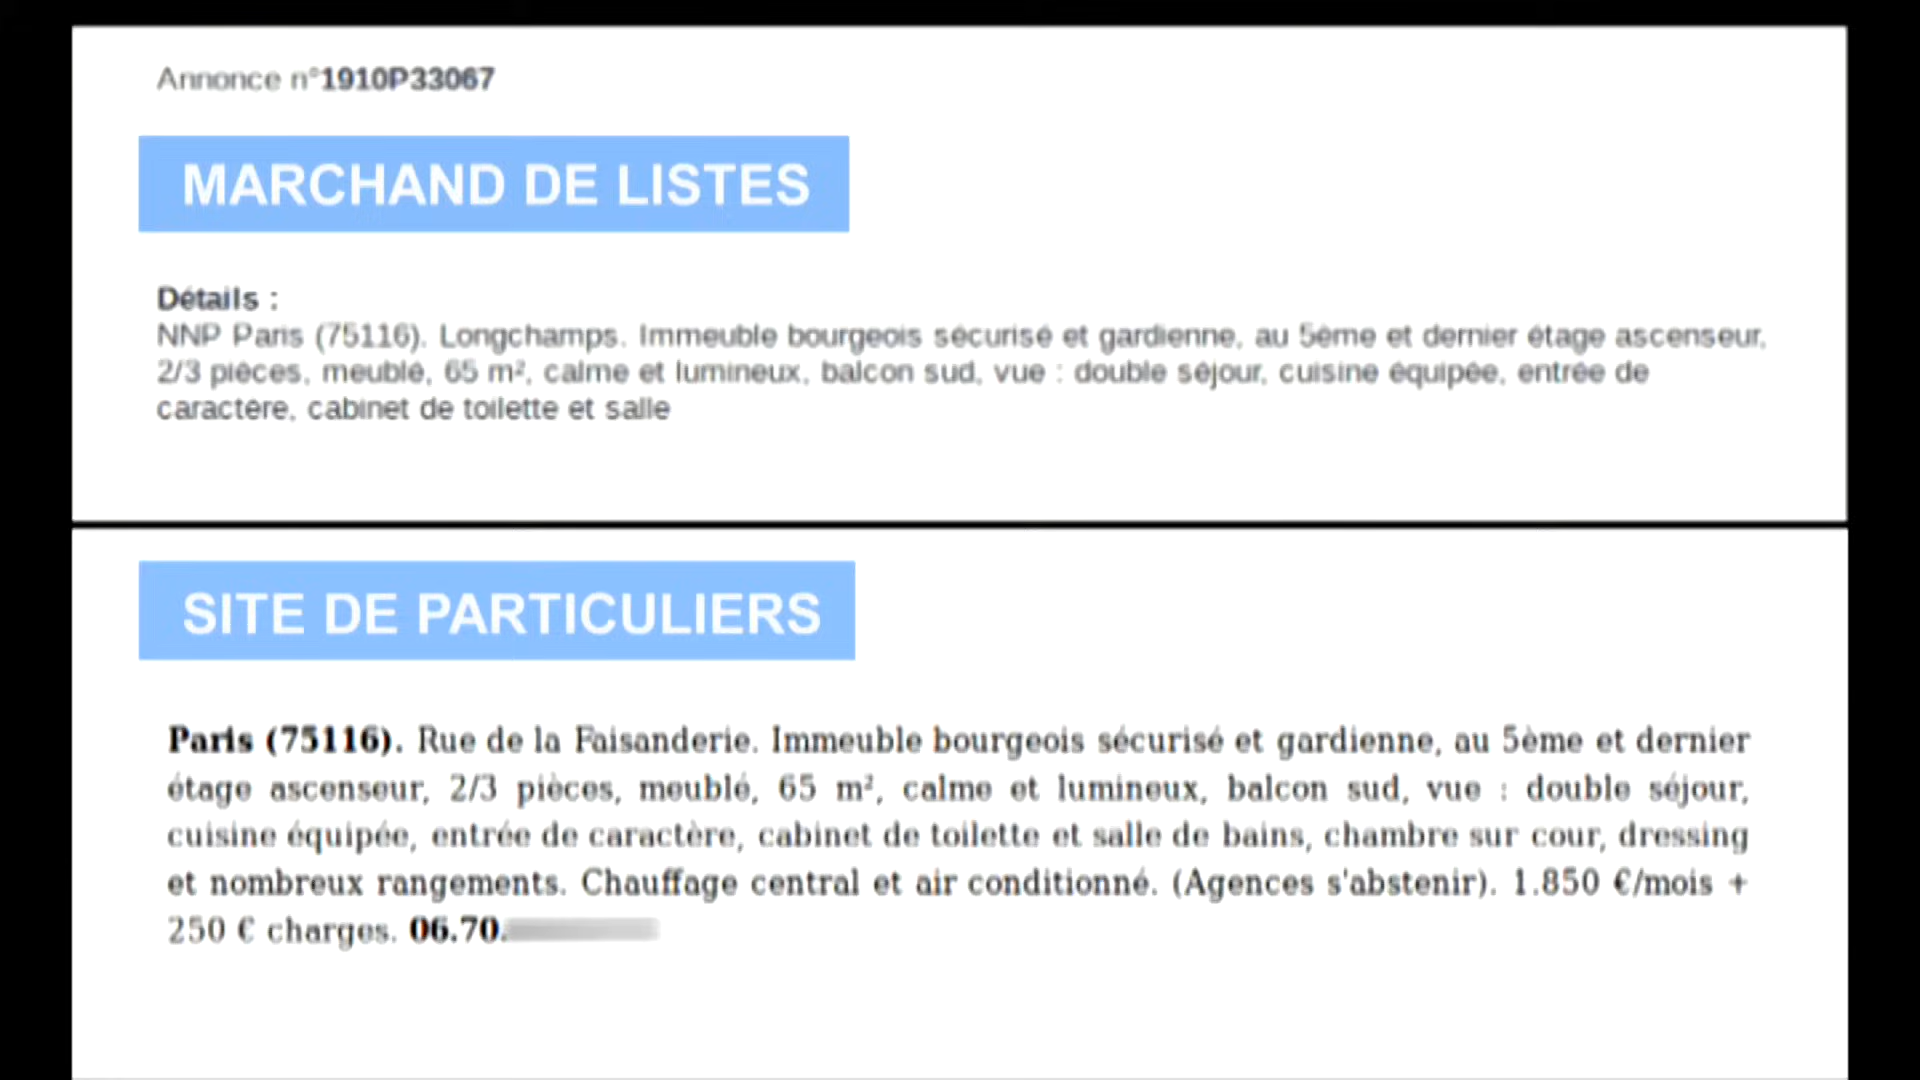 Annonce n°1910P33067
MARCHAND DE LISTES
Détails :
NNP Paris (75116). Longchamps. Immeuble bourgeois sécurisé et gardienne, au 5ème et dernier étage ascenseur,
2/3 pièces, meublé, 65 m², calme et lumineux, balcon sud, vue : double séjour, cuisine équipée, entrée de
caractère, cabinet de toilette et salle
SITE DE PARTICULIERS
Paris (75116). Rue de la Faisanderie. Immeuble bourgeois sécurisé et gardienne, au 5ème et dernier
étage ascenseur, 2/3 pièces, meublé, 65 m², calme et lumineux, balcon sud, vue : double séjour,
cuisine équipée, entrée de caractère, cabinet de toilette et salle de bains, chambre sur cour, dressing
et nombreux rangements. Chauffage central et air conditionné. (Agences s'abstenir). 1.850 €/mois +
250 € charges. 06.70.